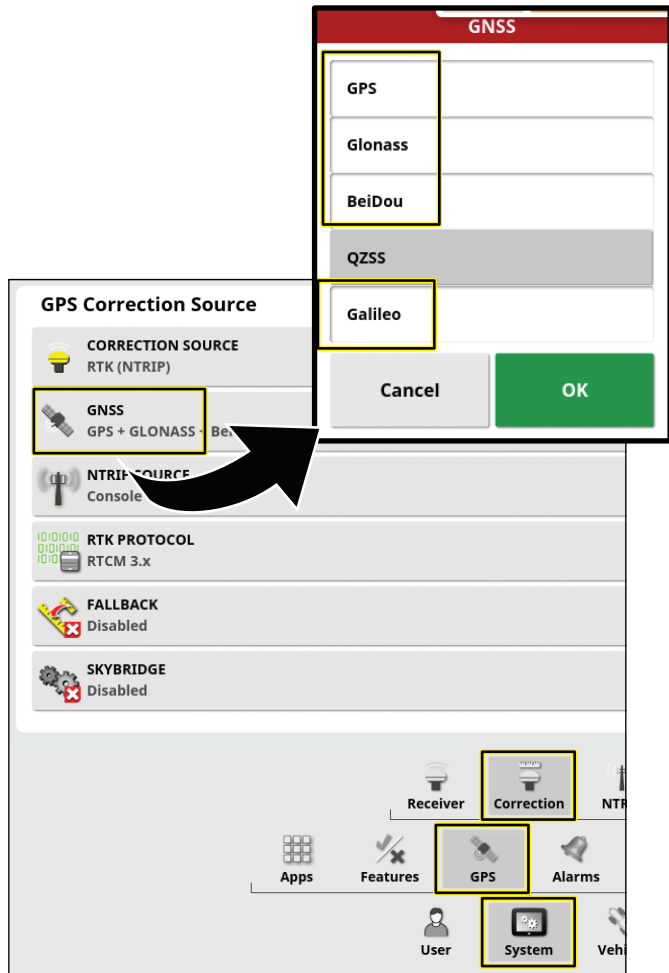 GNSS
GPS
Glonass
BeiDou
QZSS
Galileo
Cancel
OK
GPS Correction Source
CORRECTION SOURCE
RTK (NTRIP)
GNSS
GPS + GLONASS +
NTRIP SOURCE
Console
RTK PROTOCOL
RTCM 3.x
FALLBACK
Disabled
SKYBRIDGE
Disabled
Receiver
Correction
Apps
Features
GPS
Alarms
User
System